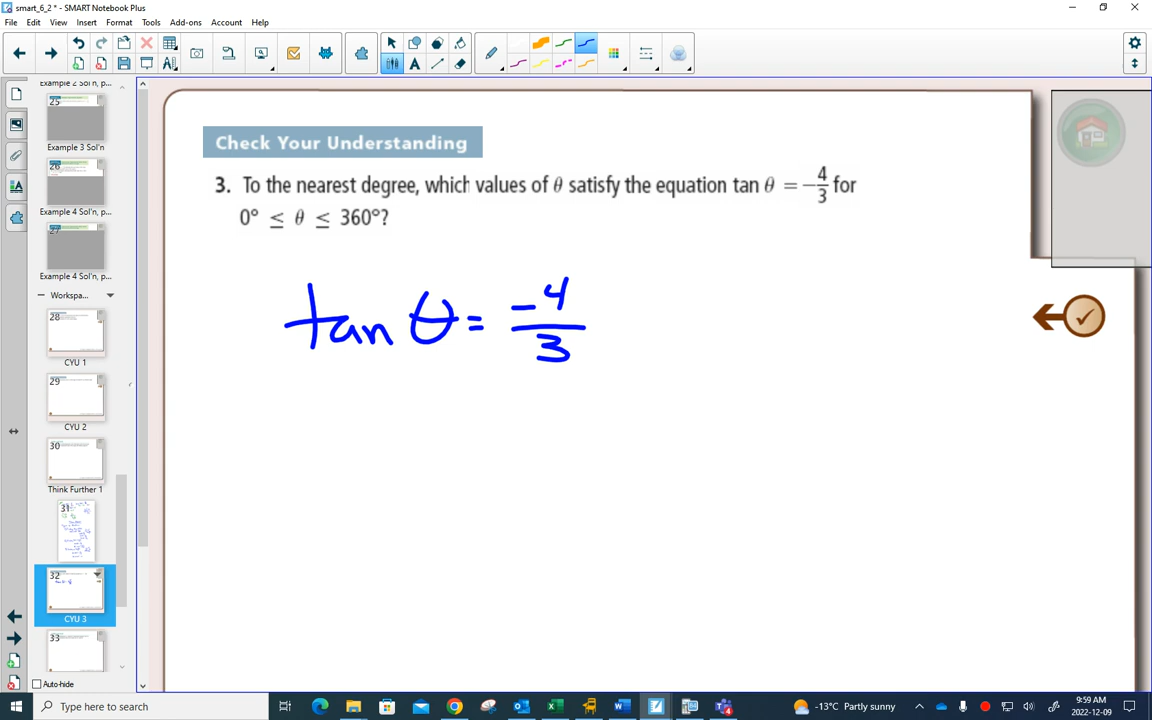 smart_6_2 * - SMART Notebook Plus
File Edit View Insert Format Tools Add-ons Account Help
Example 2 Sol'n, p...
25
Example 3 Sol'n
26
Example 4 Sol'n, p...
27
Example 4 Sol'n, p...
Workspa...
28
CYU 1
29
CYU 2
30
Think Further 1
31
32
CYU 3
33
Auto-hide
Check Your Understanding
3. To the nearest degree, which values of θ satisfy the equation tan θ = -4/3 for
0° ≤ θ ≤ 360°?
tan θ = -4/3
Type here to search
-13°C Partly sunny
9:59 AM
2022-12-09